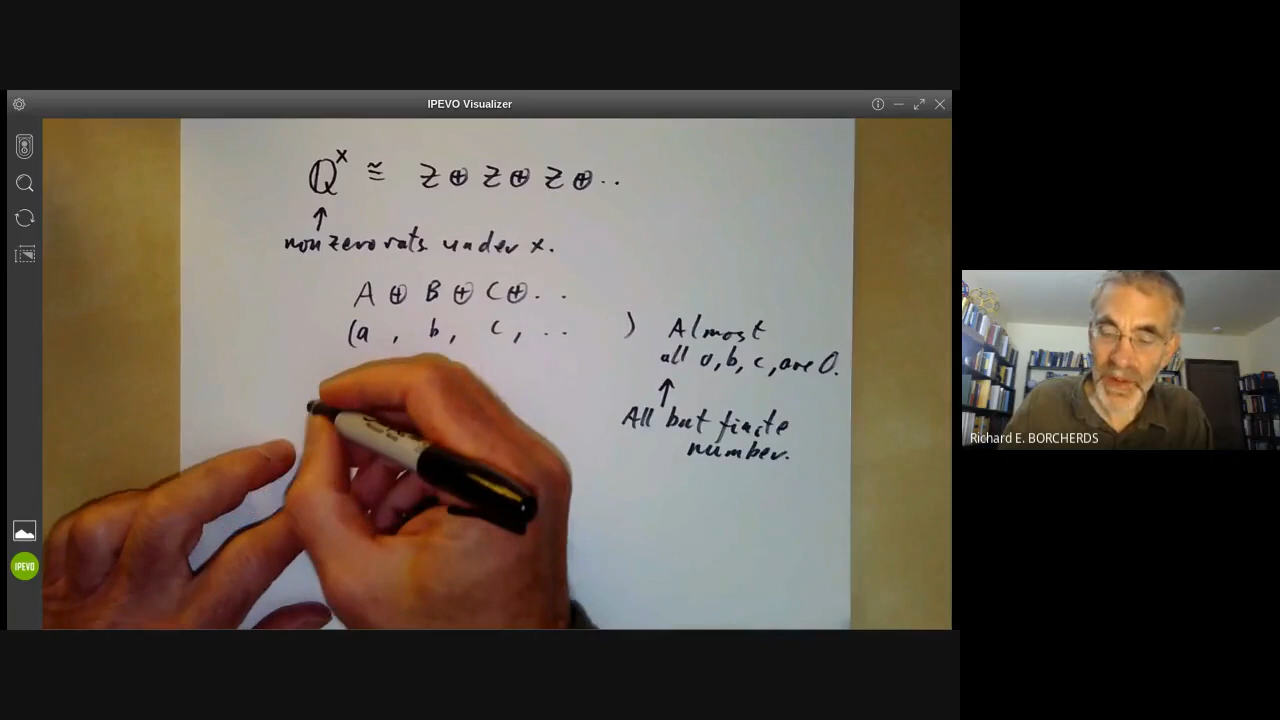 IPEVO Visualizer
ℚ^x ≅ Z ⊕ Z ⊕ Z ⊕ . .
↑
nonzero rats under x.
A ⊕ B ⊕ C ⊕ . .
(a , b , c , . . ) Almost
all a, b, c, are 0.
↑
All but finite
number.
Richard E. BORCHERDS
IPEVO